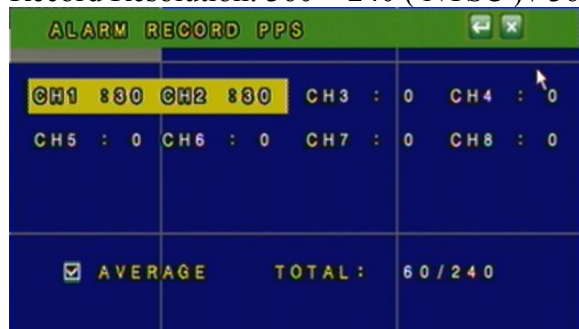 ALARM RECORD PPS
CH1 :30 CH2 :30 CH3 : 0 CH4 : 0
CH5 : 0 CH6 : 0 CH7 : 0 CH8 : 0
AVERAGE TOTAL: 60/240